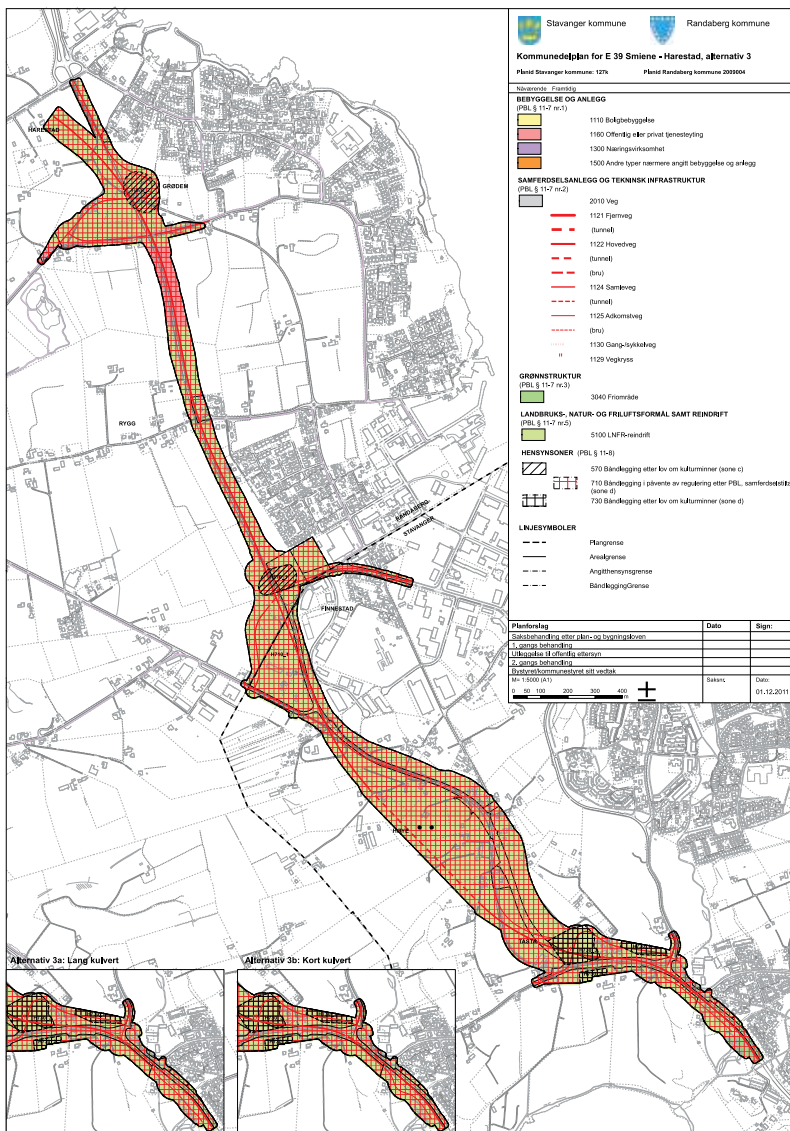 Stavanger kommune
Randaberg kommune
Kommunedelplan for E 39 Smiene - Harestad, alternativ 3
Planid Stavanger kommune: 127k
Planid Randaberg kommune 2009004
Nåværende Framtidig
BEBYGGELSE OG ANLEGG
(PBL § 11-7 nr.1)
1110 Boligbebyggelse
1160 Offentlig eller privat tjenesteyting
1300 Næringsvirksomhet
1500 Andre typer nærmere angitt bebyggelse og anlegg
SAMFERDSELSANLEGG OG TEKNINSK INFRASTRUKTUR
(PBL § 11-7 nr.2)
2010 Veg
1121 Fjernveg
(tunnel)
1122 Hovedveg
(tunnel)
(bru)
1124 Samleveg
(tunnel)
1125 Adkomstveg
(bru)
1130 Gang-/sykkelveg
1129 Vegkryss
GRØNNSTRUKTUR
(PBL § 11-7 nr.3)
3040 Friområde
LANDBRUKS-, NATUR- OG FRILUFTSFORMÅL SAMT REINDRIFT
(PBL § 11-7 nr.5)
5100 LNFR-reindrift
HENSYNSONER (PBL § 11-8)
570 Båndlegging etter lov om kulturminner (sone c)
710 Båndlegging i påvente av regulering etter PBL, samferdselstilta
(sone d)
730 Båndlegging etter lov om kulturminner (sone d)
LINJESYMBOLER
Plangrense
Arealgrense
Angitthensynsgrense
BåndleggingGrense
Planforslag
Dato
Sign:
Saksbehandling etter plan- og bygningsloven
1. gangs behandling
Utleggelse til offentlig ettersyn
2. gangs behandling
Bystyret/kommunestyret sitt vedtak
M= 1:5000 (A1)
Saksnr.
Dato:
0 50 100 200 300 400
m
01.12.2011
HARESTAD
GRØDEM
RYGG
RANDABERG
STAVANGER
FINNESTAD
TASTA
Alternativ 3a: Lang kulvert
Alternativ 3b: Kort kulvert